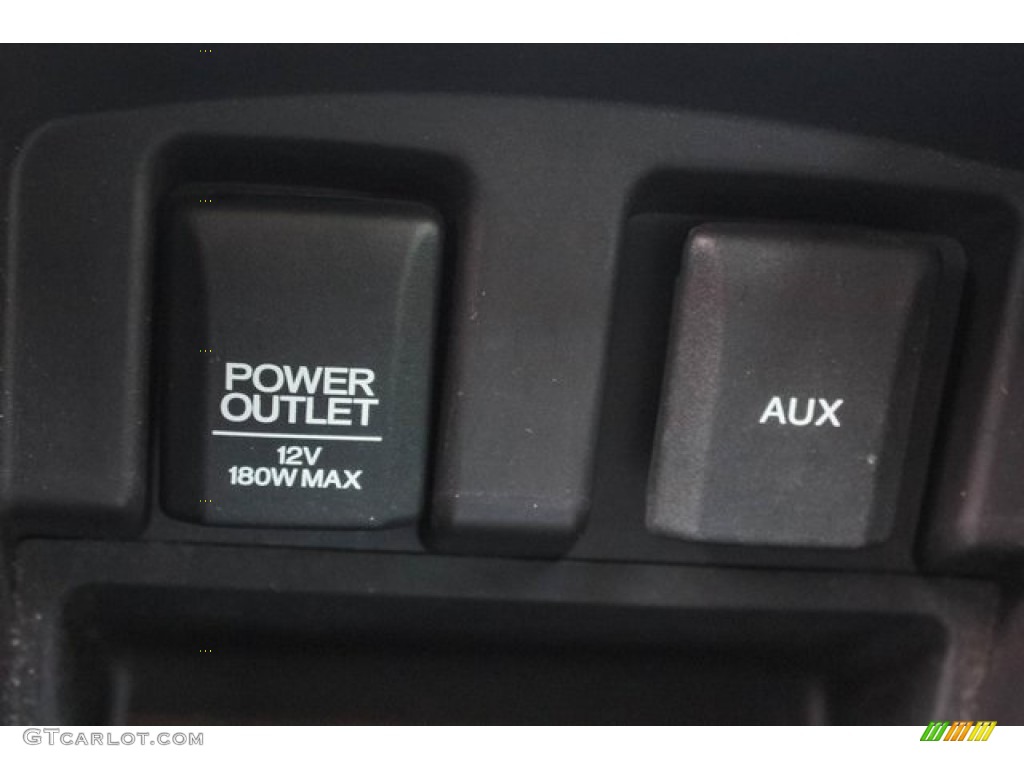 POWER
OUTLET
12V
180W MAX
AUX
GTCARLOT.COM